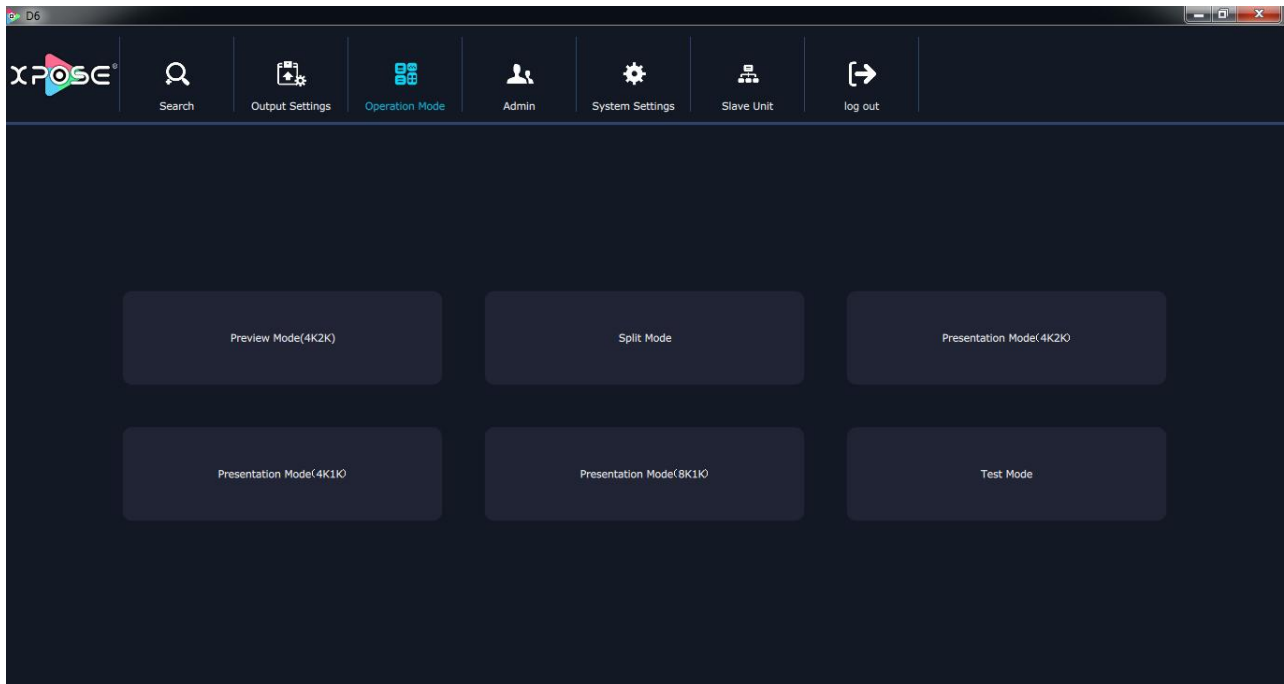 D6
XPOSE®
Search
Output Settings
Operation Mode
Admin
System Settings
Slave Unit
log out
Preview Mode(4K2K)
Split Mode
Presentation Mode(4K2K)
Presentation Mode(4K1K)
Presentation Mode(8K1K)
Test Mode